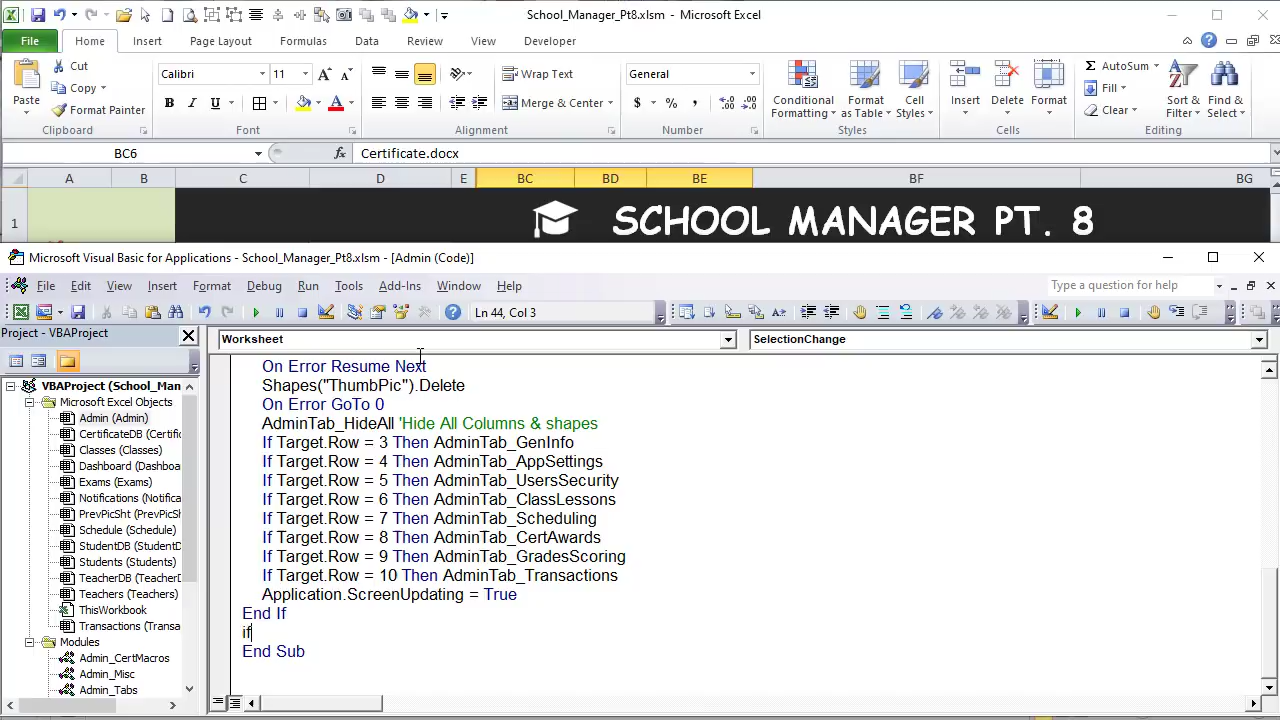 School_Manager_Pt8.xlsm - Microsoft Excel
File Home Insert Page Layout Formulas Data Review View Developer
Paste
Cut
Copy
Format Painter
Clipboard
Calibri 11
B I U A
Font
Wrap Text
Merge & Center
Alignment
General
$ % ,
Number
Conditional Formatting
Format as Table
Cell Styles
Styles
Insert Delete Format
Cells
AutoSum
Fill
Clear
Sort & Filter
Find & Select
Editing
BC6 fx Certificate.docx
A B C D E BC BD BE BF BG
1 SCHOOL MANAGER PT. 8
Microsoft Visual Basic for Applications - School_Manager_Pt8.xlsm - [Admin (Code)]
File Edit View Insert Format Debug Run Tools Add-Ins Window Help Type a question for help
Ln 44, Col 3
Project - VBAProject
Worksheet SelectionChange
VBAProject (School_Man
Microsoft Excel Objects
Admin (Admin)
CertificateDB (Certific
Classes (Classes)
Dashboard (Dashboa
Exams (Exams)
Notifications (Notificat
PrevPicSht (PrevPicSh
Schedule (Schedule)
StudentDB (StudentD
Students (Students)
TeacherDB (TeacherD
Teachers (Teachers)
ThisWorkbook
Transactions (Transa
Modules
Admin_CertMacros
Admin_Misc
Admin_Tabs
On Error Resume Next
Shapes("ThumbPic").Delete
On Error GoTo 0
AdminTab_HideAll 'Hide All Columns & shapes
If Target.Row = 3 Then AdminTab_GenInfo
If Target.Row = 4 Then AdminTab_AppSettings
If Target.Row = 5 Then AdminTab_UsersSecurity
If Target.Row = 6 Then AdminTab_ClassLessons
If Target.Row = 7 Then AdminTab_Scheduling
If Target.Row = 8 Then AdminTab_CertAwards
If Target.Row = 9 Then AdminTab_GradesScoring
If Target.Row = 10 Then AdminTab_Transactions
Application.ScreenUpdating = True
End If
if
End Sub